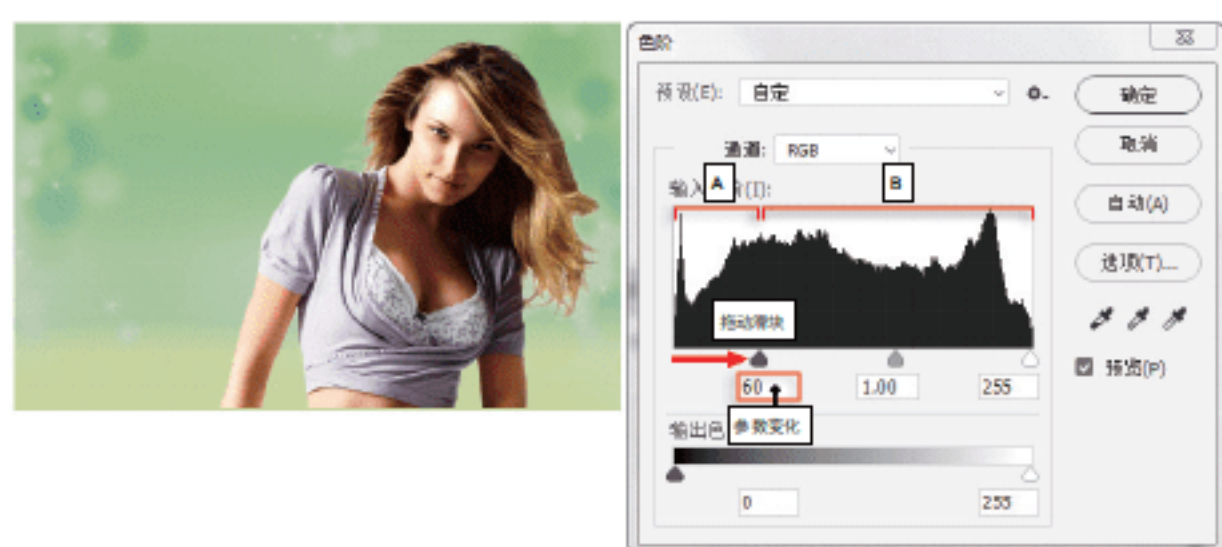 色阶
预设(E): 自定
确定
通道: RGB
取消
输入 A 阶(I): B
自动(A)
选项(T)...
拖动滑块
预览(P)
60 1.00 255
输出色
参数变化
0 255